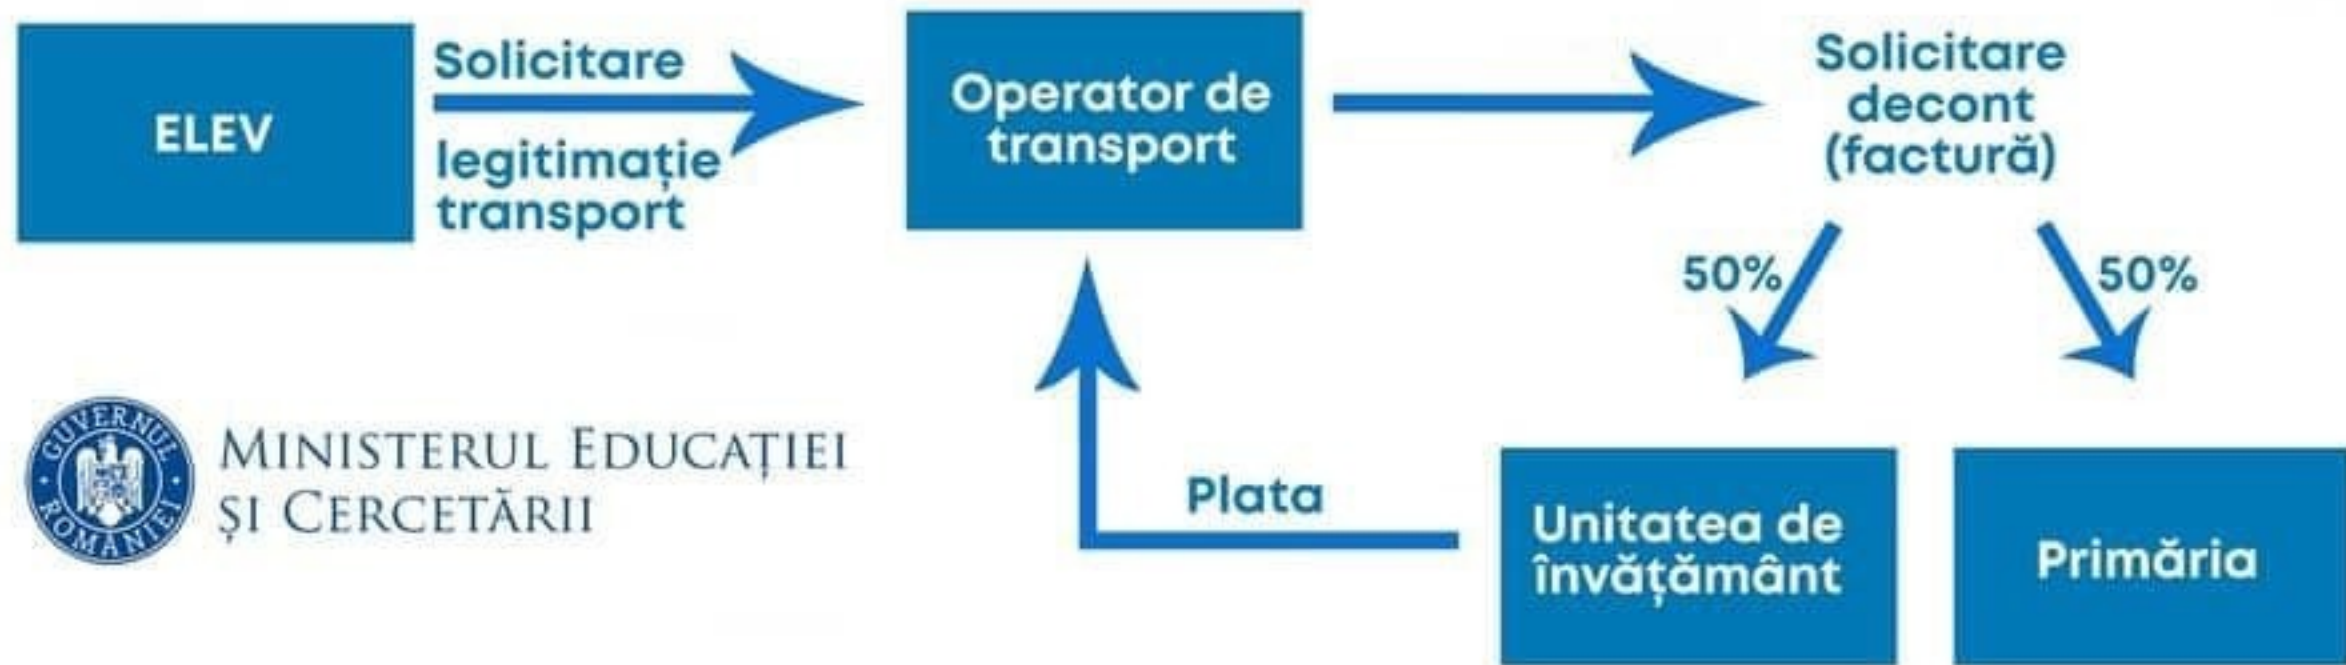 ELEV
Solicitare
legitimație
transport
Operator de
transport
Solicitare
decont
(factură)
50%
50%
GUVERNUL
ROMÂNIEI
MINISTERUL EDUCAȚIEI
ȘI CERCETĂRII
Plata
Unitatea de
învățământ
Primăria